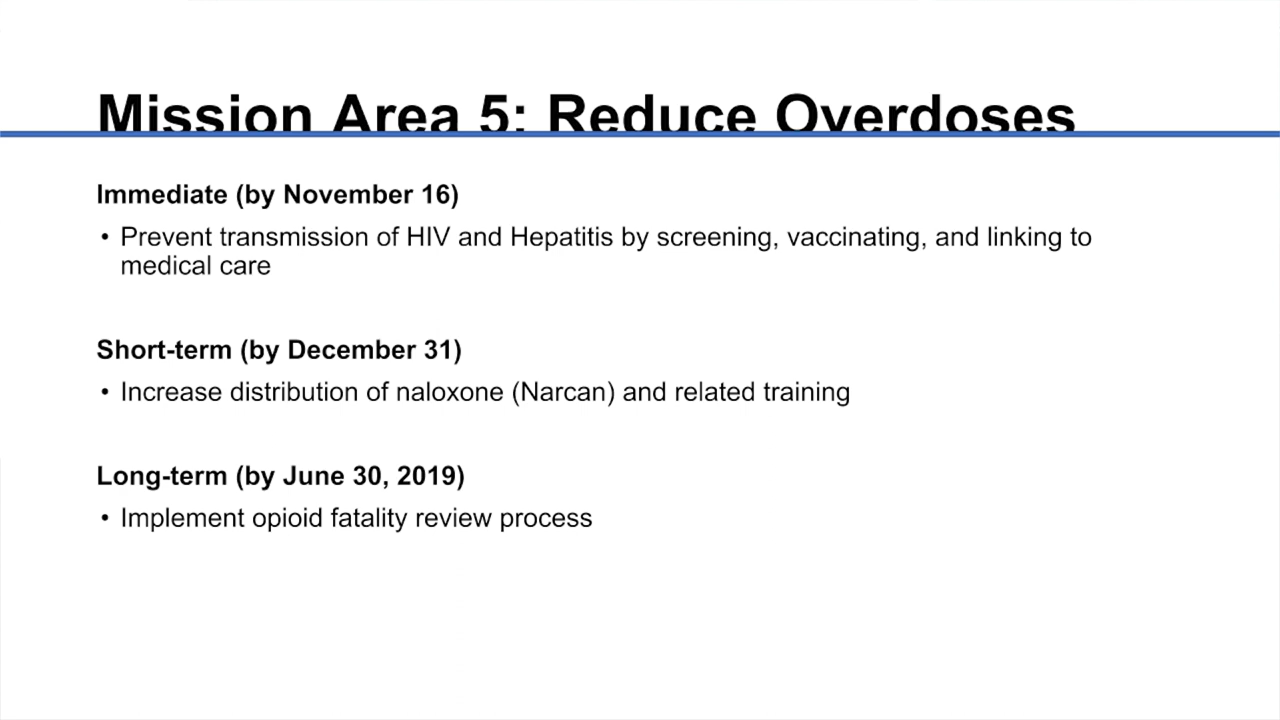 Mission Area 5: Reduce Overdoses
Immediate (by November 16)
• Prevent transmission of HIV and Hepatitis by screening, vaccinating, and linking to
medical care
Short-term (by December 31)
• Increase distribution of naloxone (Narcan) and related training
Long-term (by June 30, 2019)
• Implement opioid fatality review process